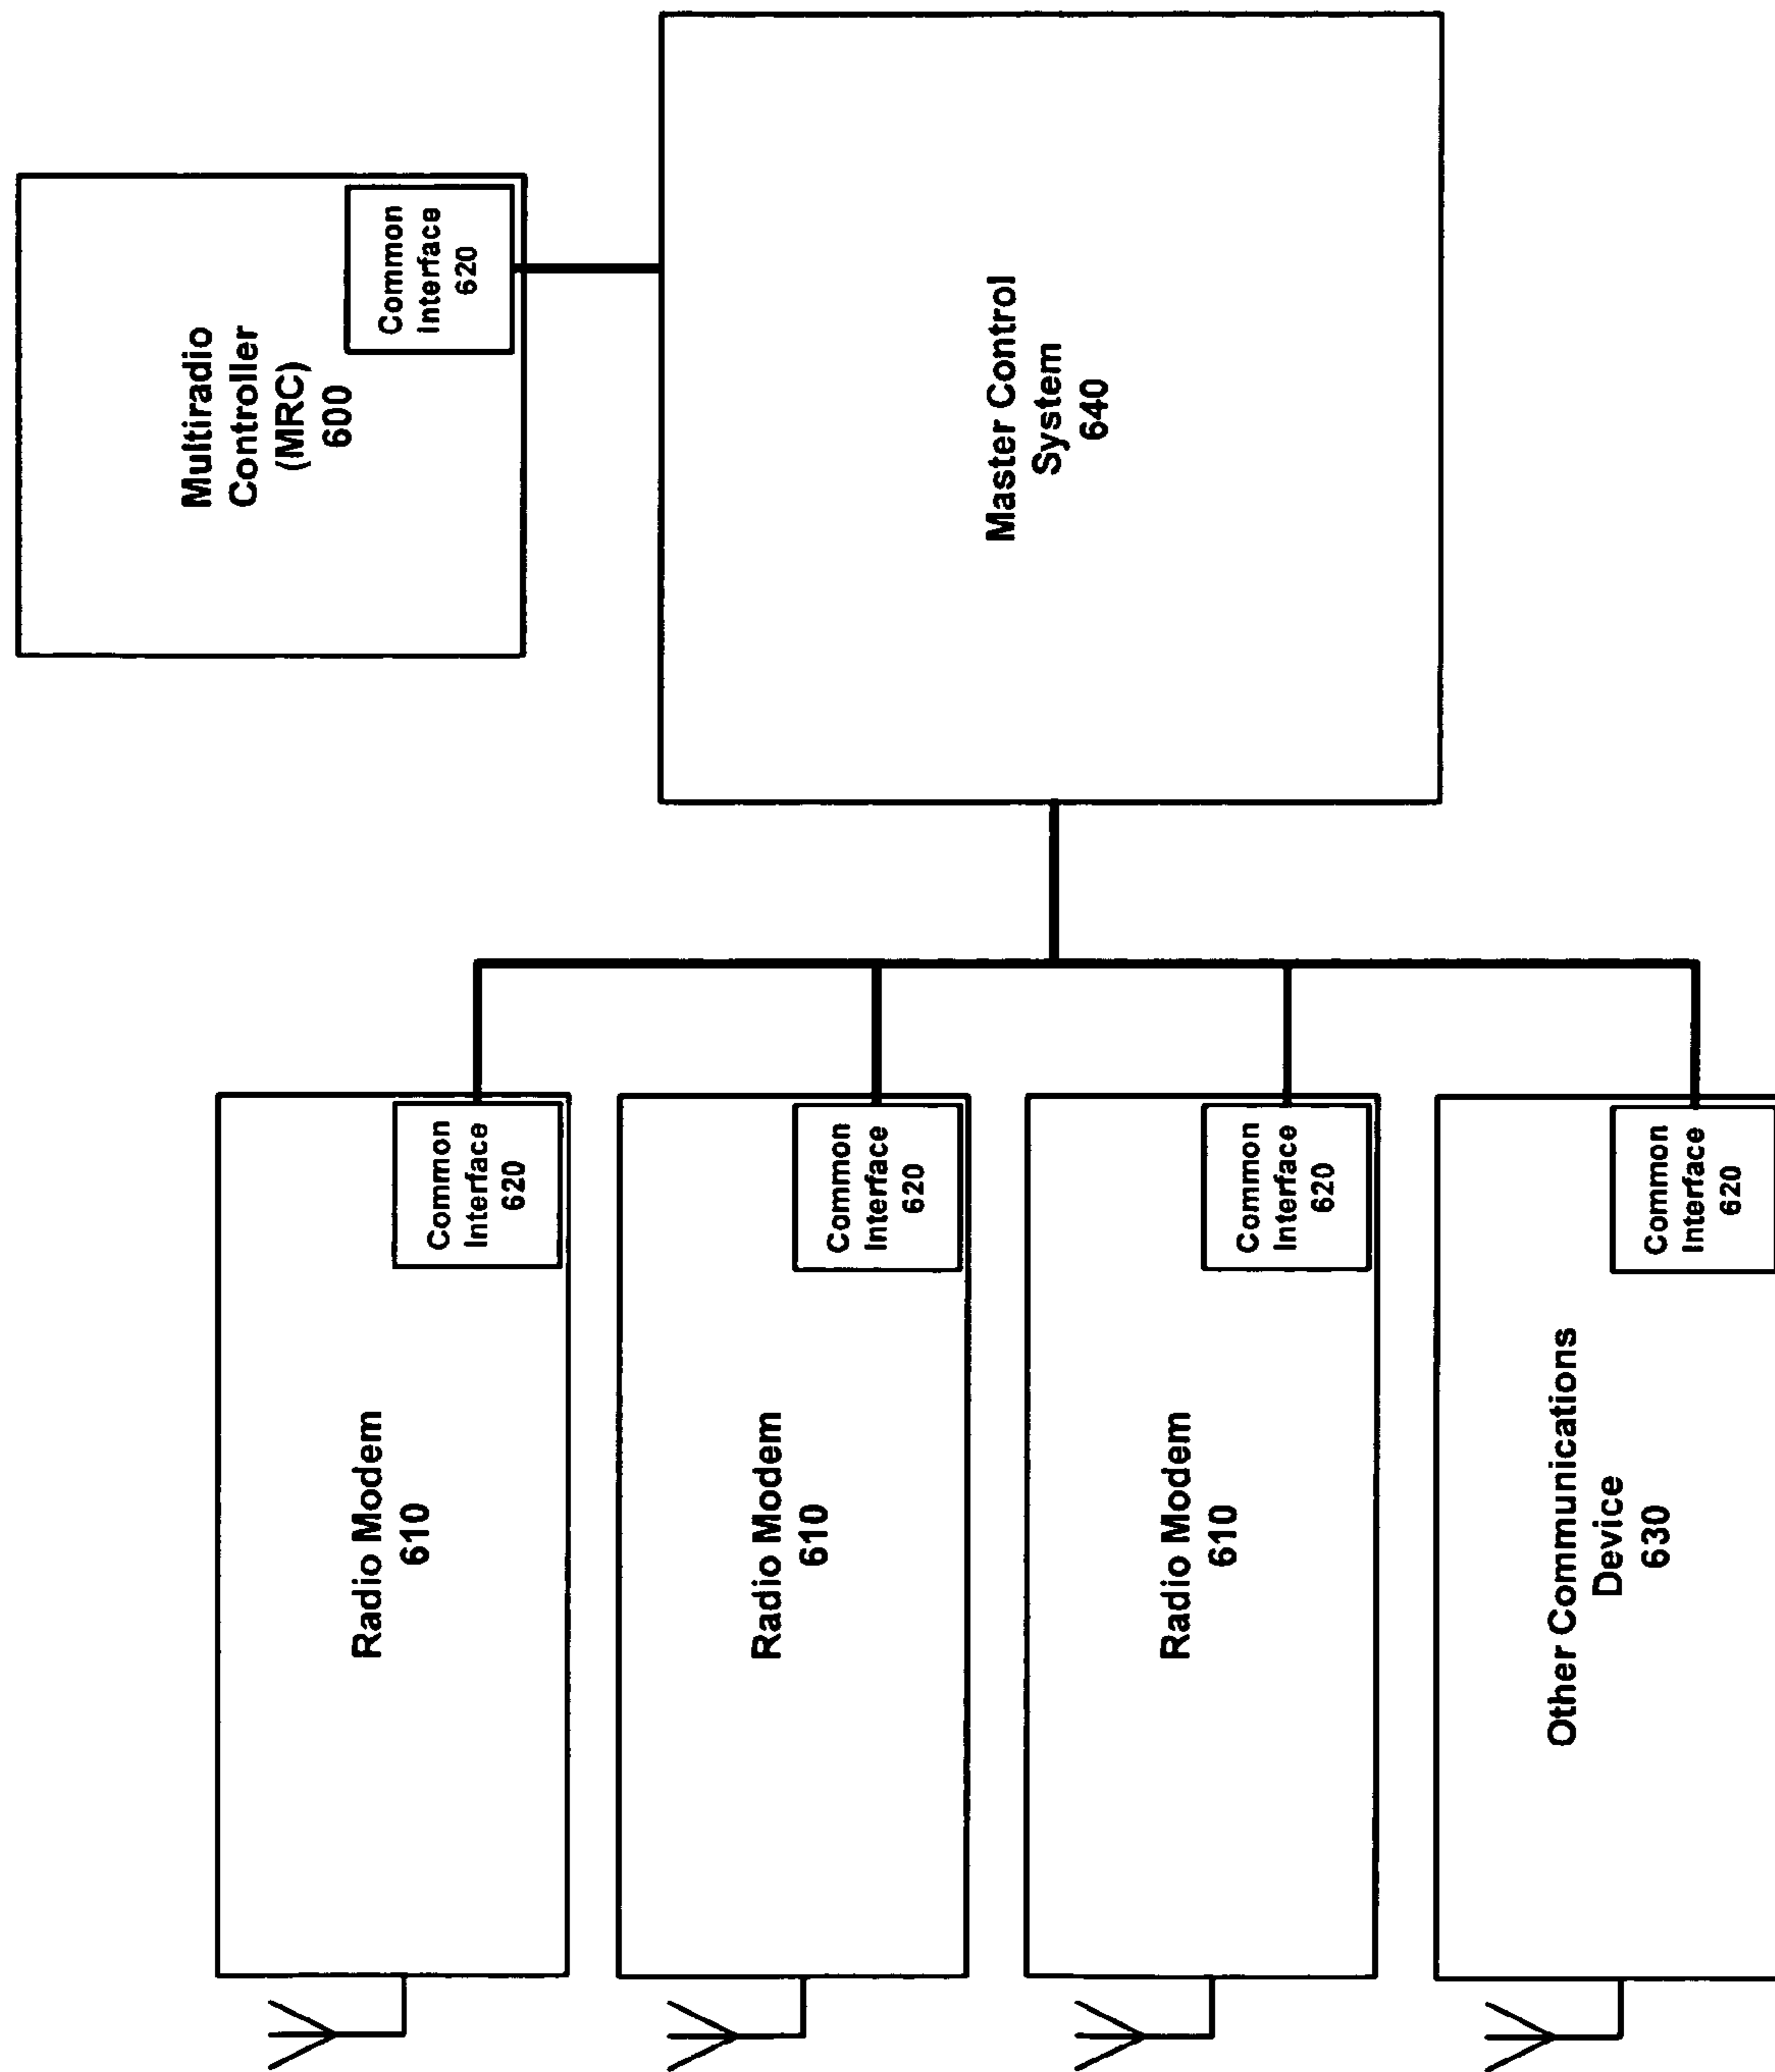 Multiradio
Controller
(MRC)
600
Common
Interface
620
Master Control
System
640
Radio Modem
610
Common
Interface
620
Radio Modem
610
Common
Interface
620
Radio Modem
610
Common
Interface
620
Other Communications
Device
630
Common
Interface
620